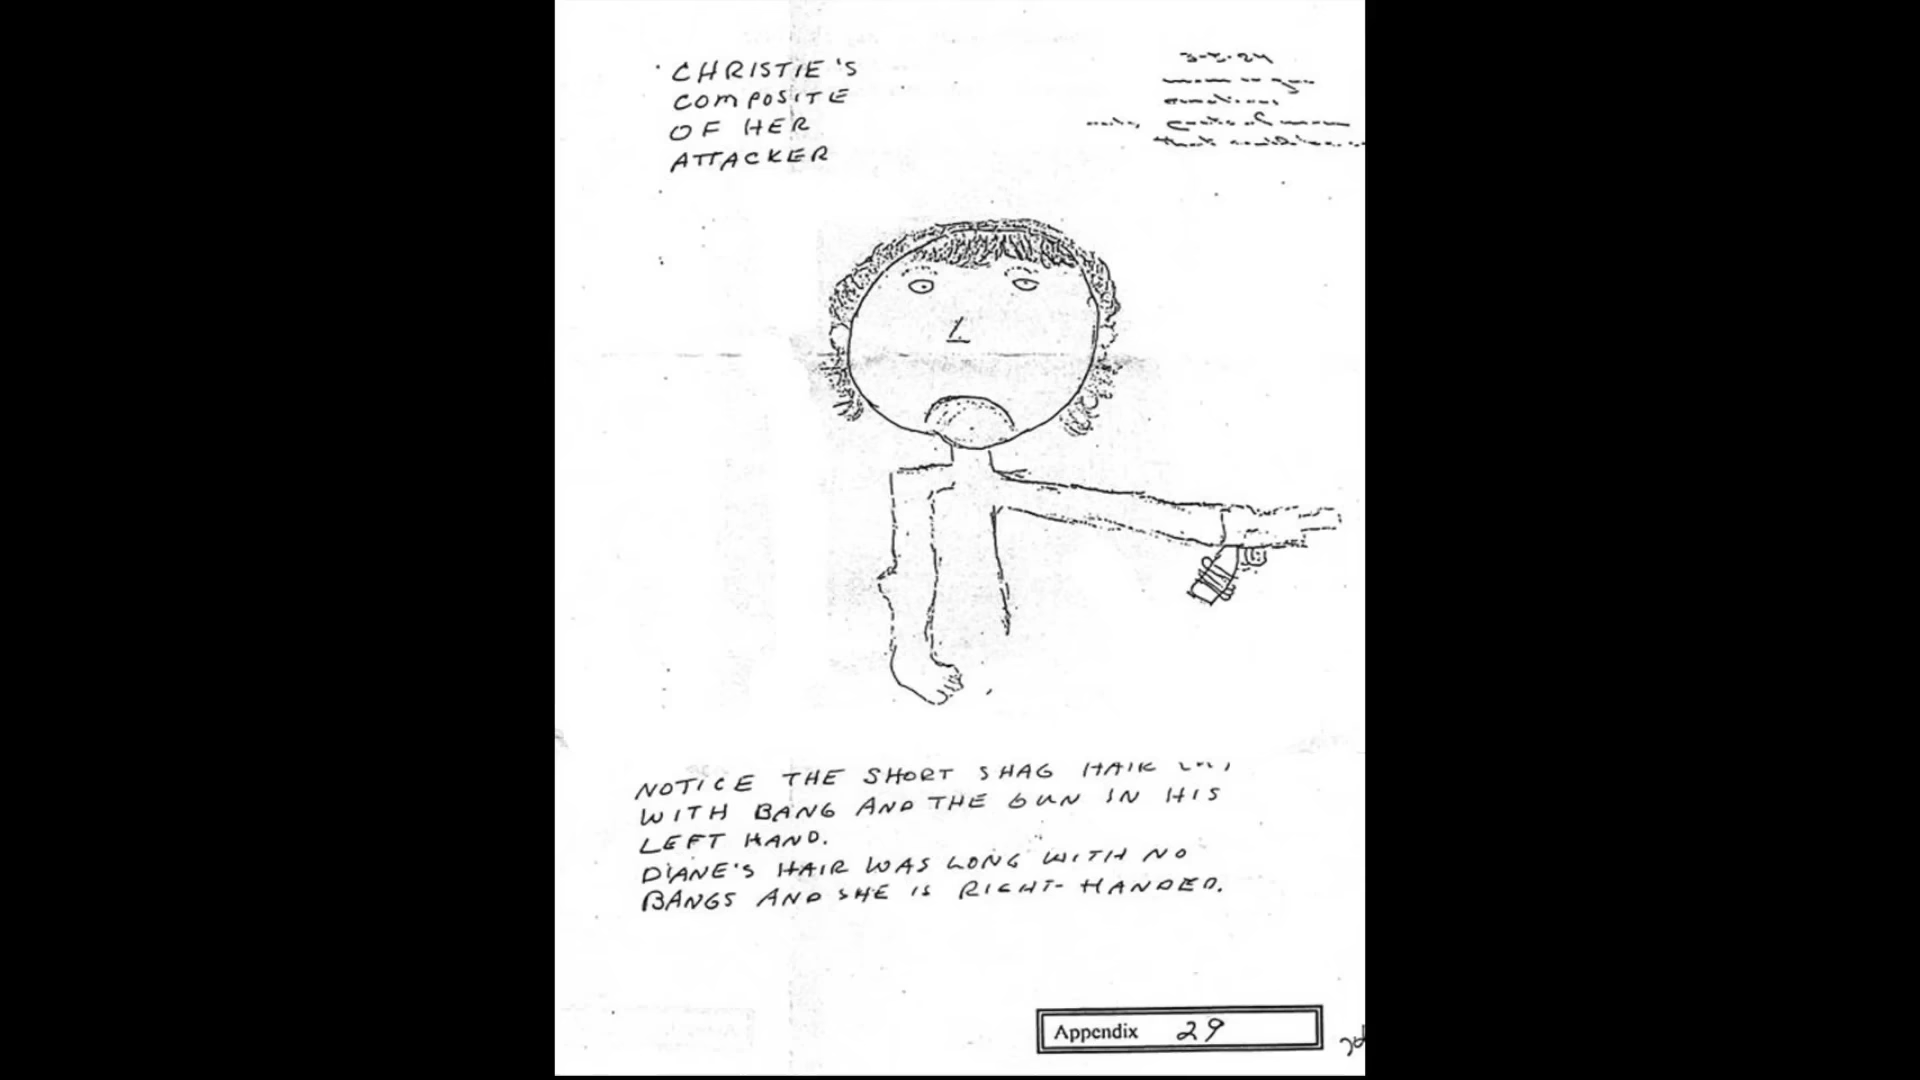 CHRISTIE'S
COMPOSITE
OF HER
ATTACKER
NOTICE THE SHORT SHAG HAIR
WITH BANG AND THE GUN IN HIS
LEFT HAND.
DIANE'S HAIR WAS LONG WITH NO
BANGS AND SHE IS RIGHT-HANDED.
Appendix 29